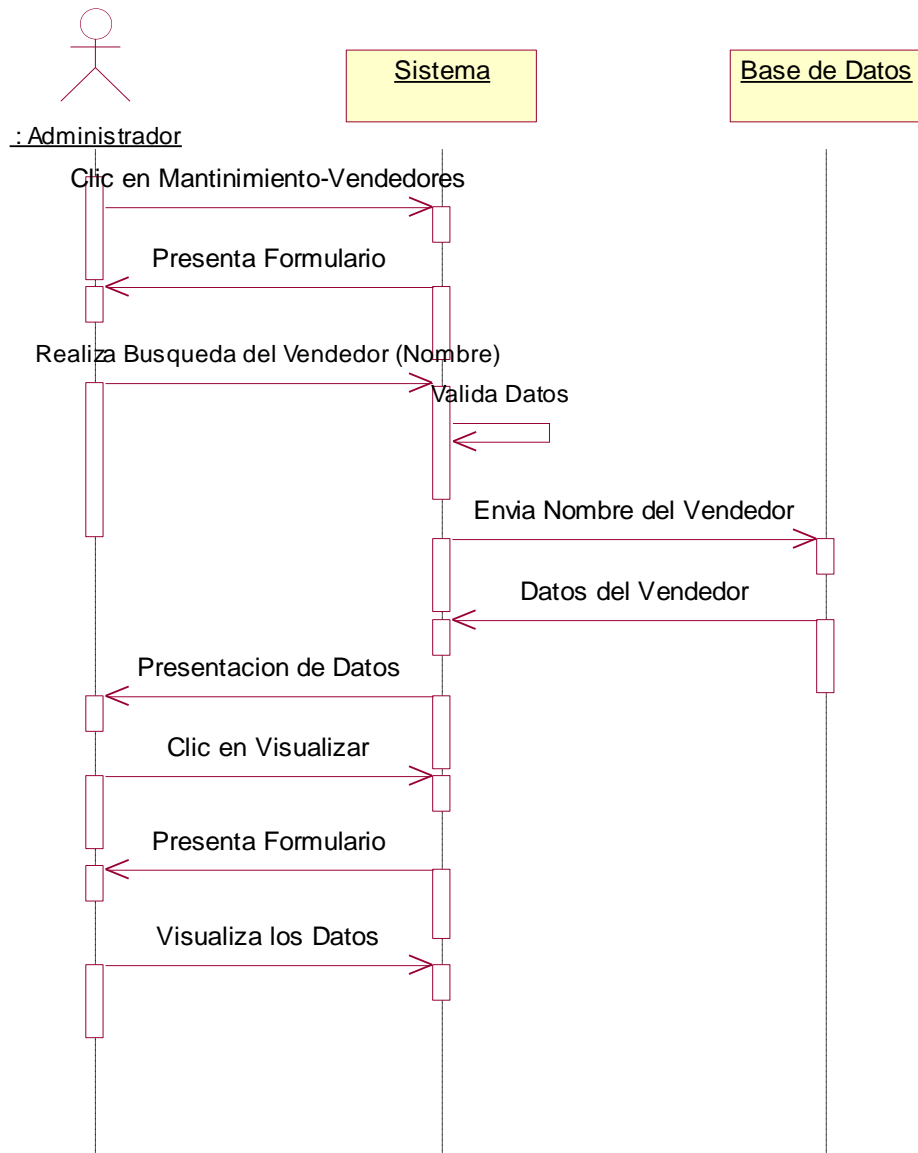 Sistema
Base de Datos
: Administrador
Clic en Mantinimiento-Vendedores
Presenta Formulario
Realiza Busqueda del Vendedor (Nombre)
Valida Datos
Envia Nombre del Vendedor
Datos del Vendedor
Presentacion de Datos
Clic en Visualizar
Presenta Formulario
Visualiza los Datos